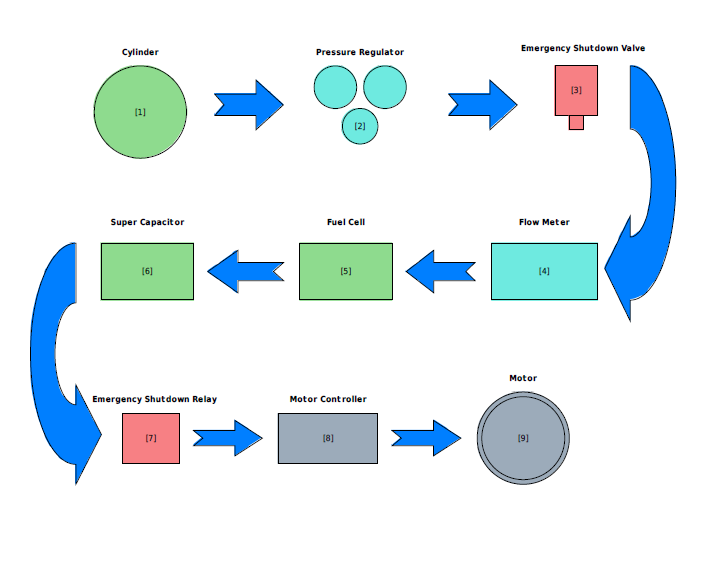 Cylinder
Pressure Regulator
Emergency Shutdown Valve
[1]
[2]
[3]
Super Capacitor
Fuel Cell
Flow Meter
[6]
[5]
[4]
Emergency Shutdown Relay
Motor Controller
Motor
[7]
[8]
[9]